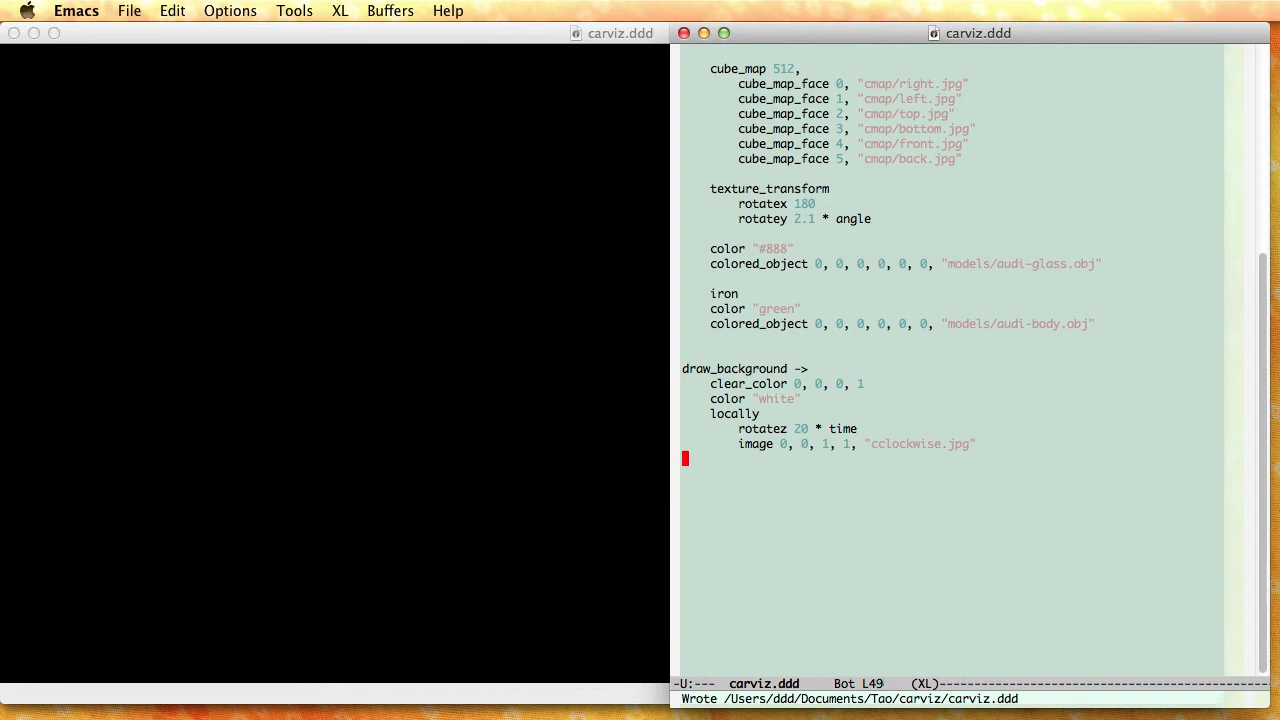 Emacs File Edit Options Tools XL Buffers Help
carviz.ddd
carviz.ddd
cube_map 512,
cube_map_face 0, "cmap/right.jpg"
cube_map_face 1, "cmap/left.jpg"
cube_map_face 2, "cmap/top.jpg"
cube_map_face 3, "cmap/bottom.jpg"
cube_map_face 4, "cmap/front.jpg"
cube_map_face 5, "cmap/back.jpg"
texture_transform
rotatex 180
rotatey 2.1 * angle
color "#888"
colored_object 0, 0, 0, 0, 0, 0, "models/audi-glass.obj"
iron
color "green"
colored_object 0, 0, 0, 0, 0, 0, "models/audi-body.obj"
draw_background ->
clear_color 0, 0, 0, 1
color "white"
locally
rotatez 20 * time
image 0, 0, 1, 1, "cclockwise.jpg"
-U:--- carviz.ddd Bot L49 (XL)-----------------------------------------------
Wrote /Users/ddd/Documents/Tao/carviz/carviz.ddd